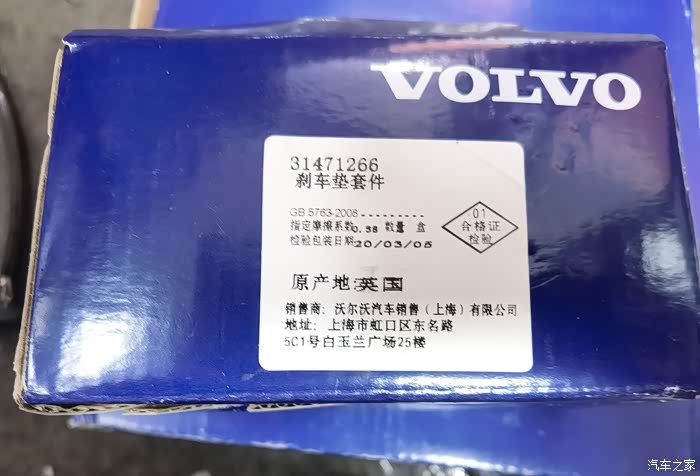 VOLVO
31471266
刹车垫套件
GB 5763-2008
指定摩擦系数0.38 数量 盒
检验包装日期20/03/05
01
合格证
检验
原产地英国
销售商:沃尔沃汽车销售(上海)有限公司
地址:上海市虹口区东名路
5C1号白玉兰广场25楼
汽车之家